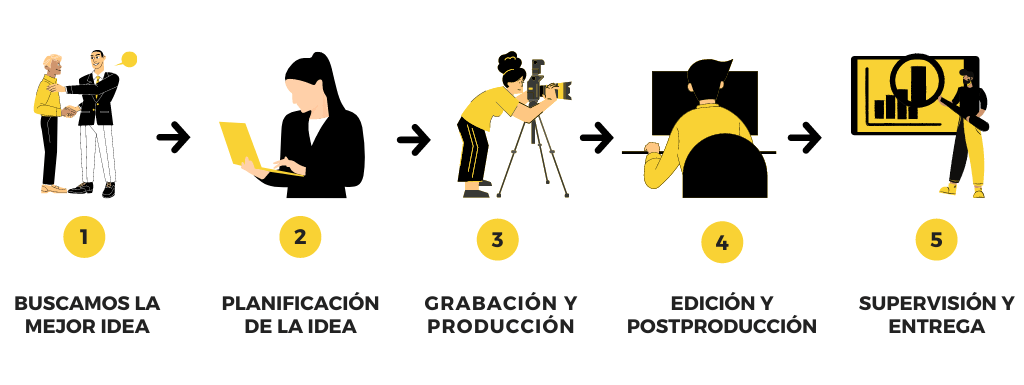 1
BUSCAMOS LA
MEJOR IDEA
2
PLANIFICACIÓN
DE LA IDEA
3
GRABACIÓN Y
PRODUCCIÓN
4
EDICIÓN Y
POSTPRODUCCIÓN
5
SUPERVISIÓN Y
ENTREGA